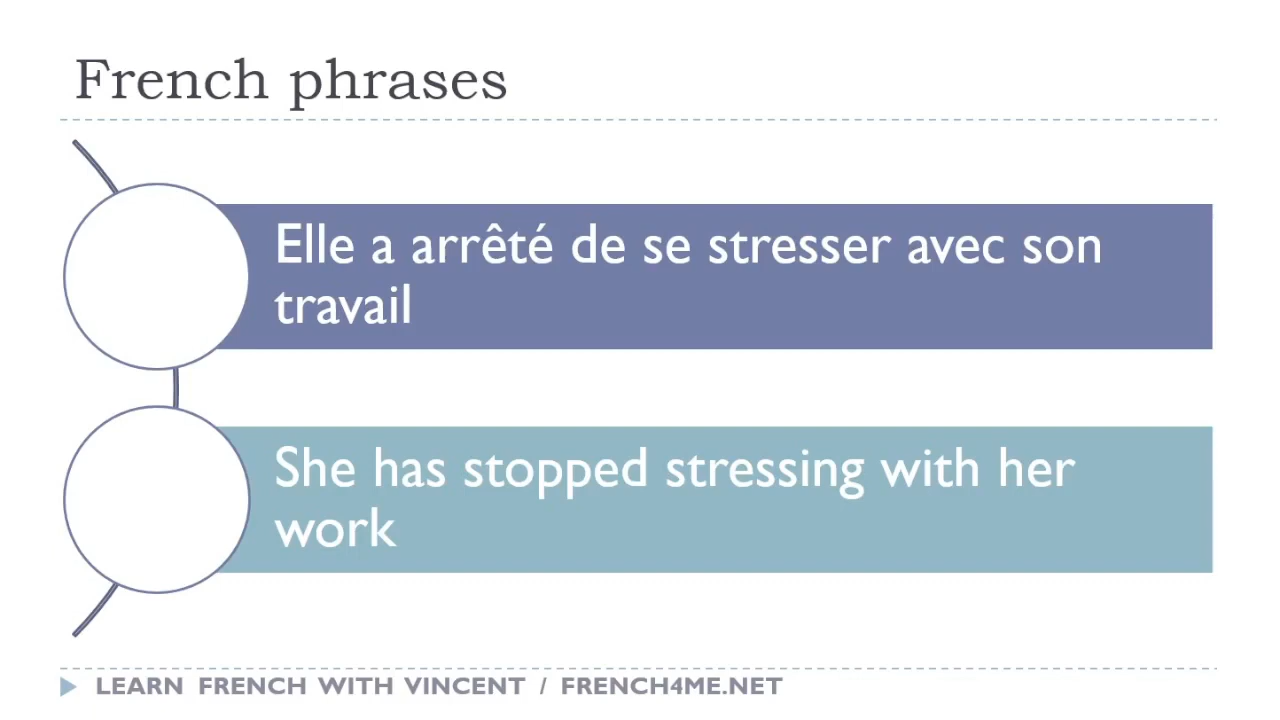 French phrases
Elle a arrêté de se stresser avec son
travail
She has stopped stressing with her
work
LEARN FRENCH WITH VINCENT / FRENCH4ME.NET